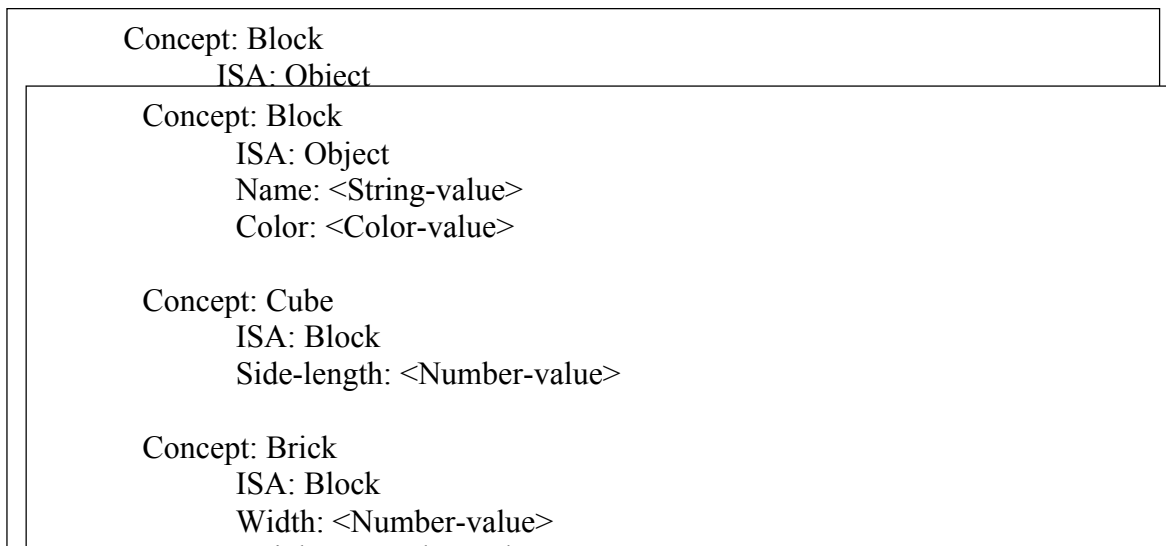 Concept: Block
ISA: Object
Concept: Block
ISA: Object
Name: <String-value>
Color: <Color-value>
Concept: Cube
ISA: Block
Side-length: <Number-value>
Concept: Brick
ISA: Block
Width: <Number-value>